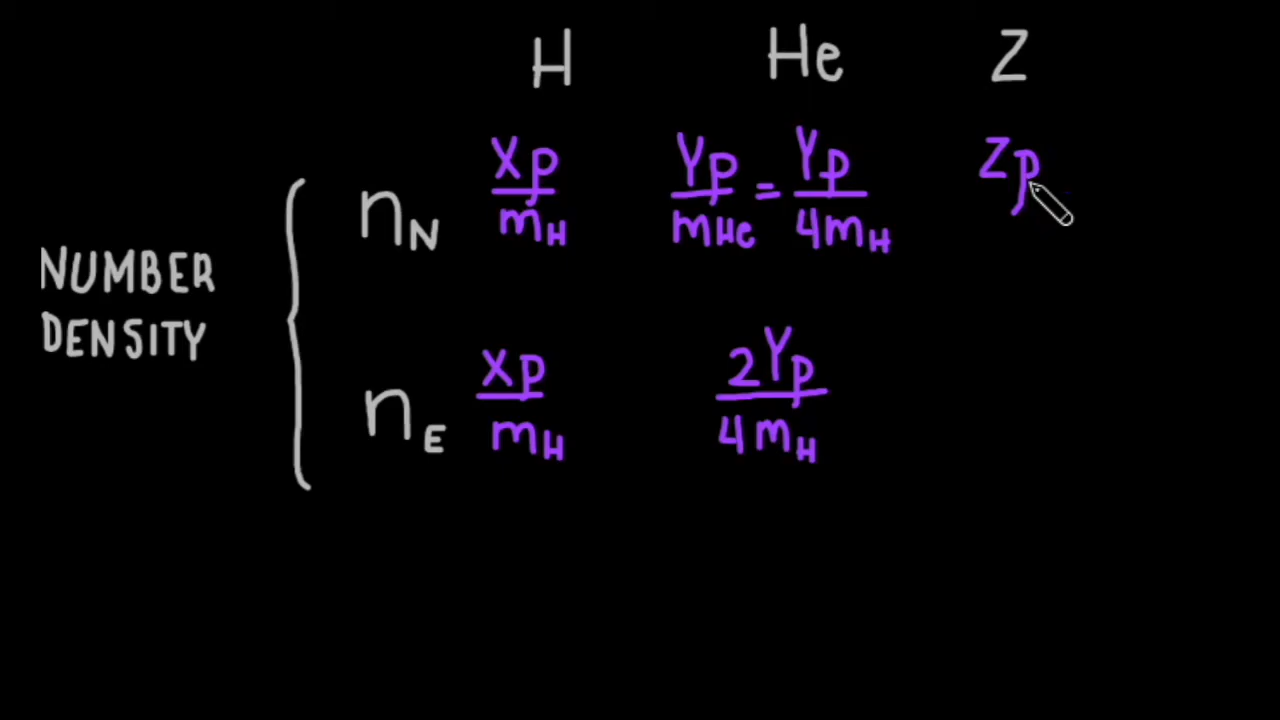 H He Z
n_N Xρ/m_H Yρ/m_He = Yρ/4m_H Zρ
NUMBER
DENSITY
n_E Xρ/m_H 2Yρ/4m_H